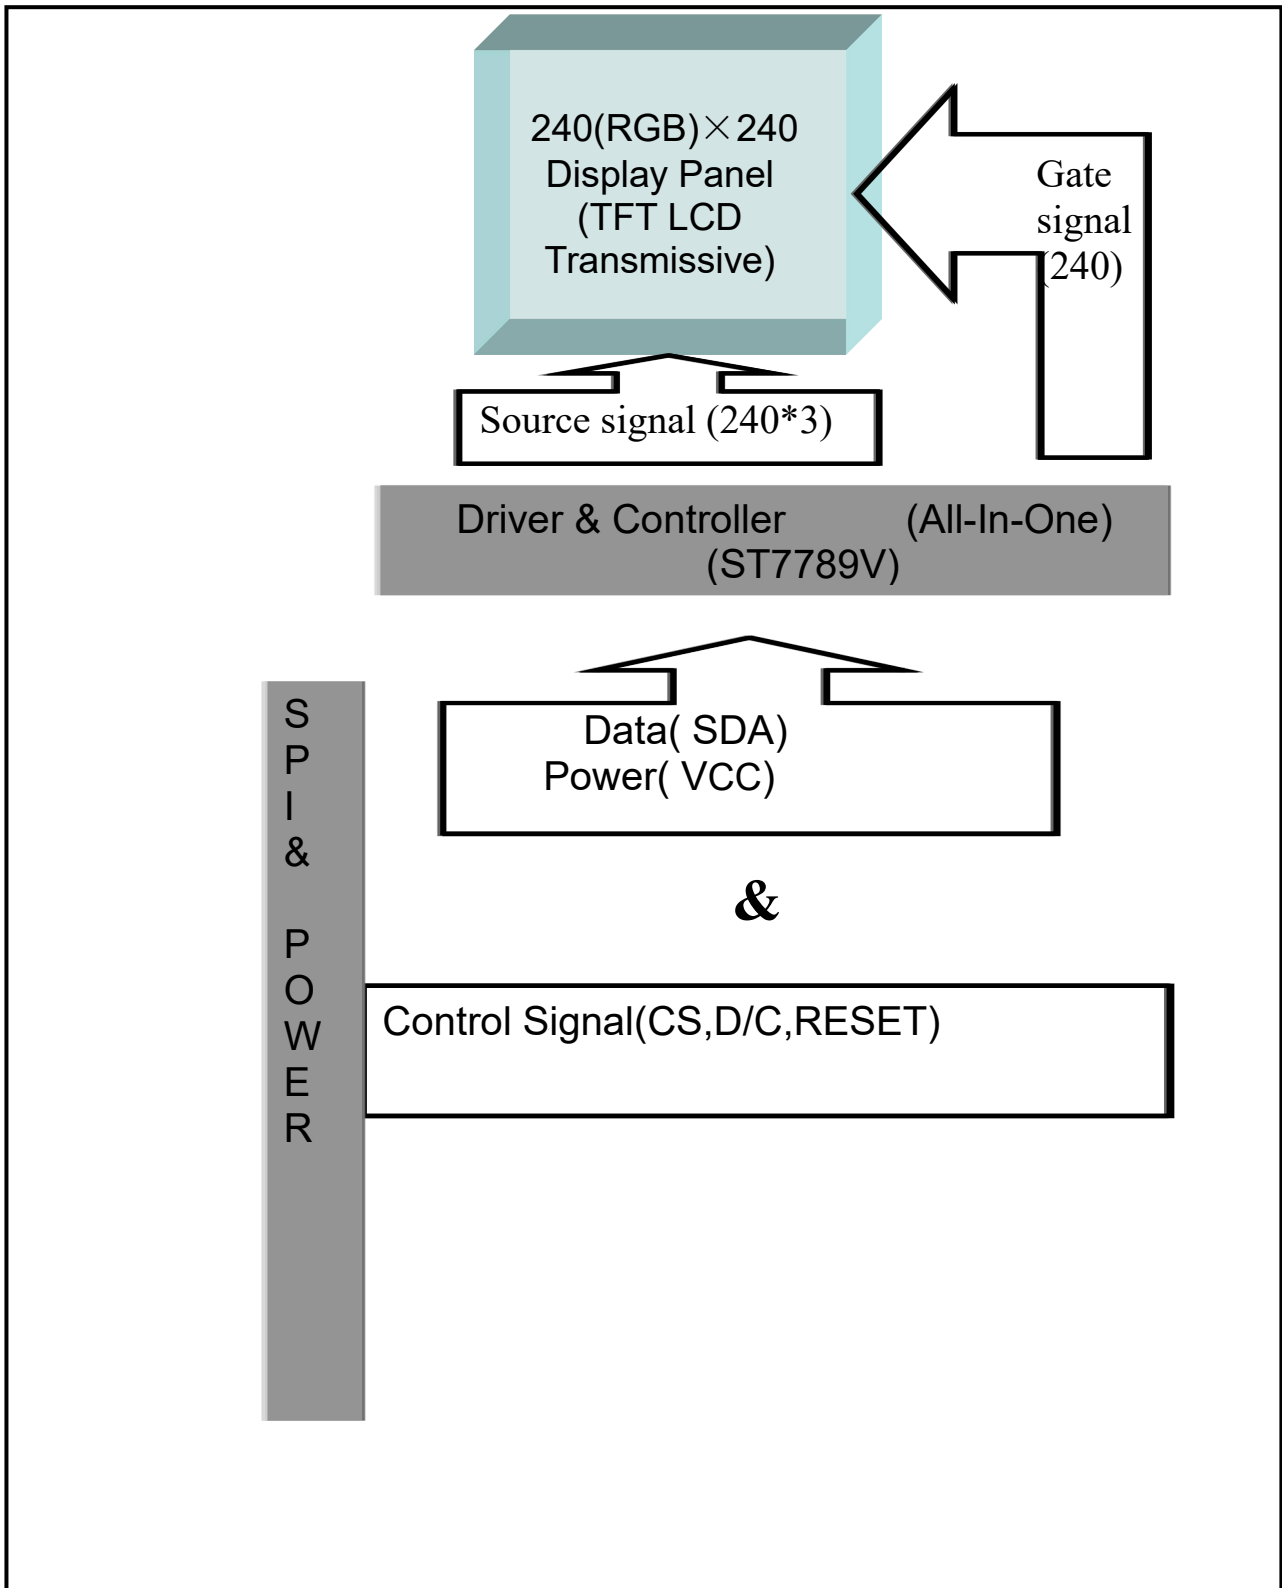 240(RGB)×240
Display Panel
(TFT LCD
Transmissive)
Gate
signal
(240)
Source signal (240*3)
Driver & Controller (All-In-One)
(ST7789V)
S
P
I
&
P
O
W
E
R
Data( SDA)
Power( VCC)
&
Control Signal(CS,D/C,RESET)